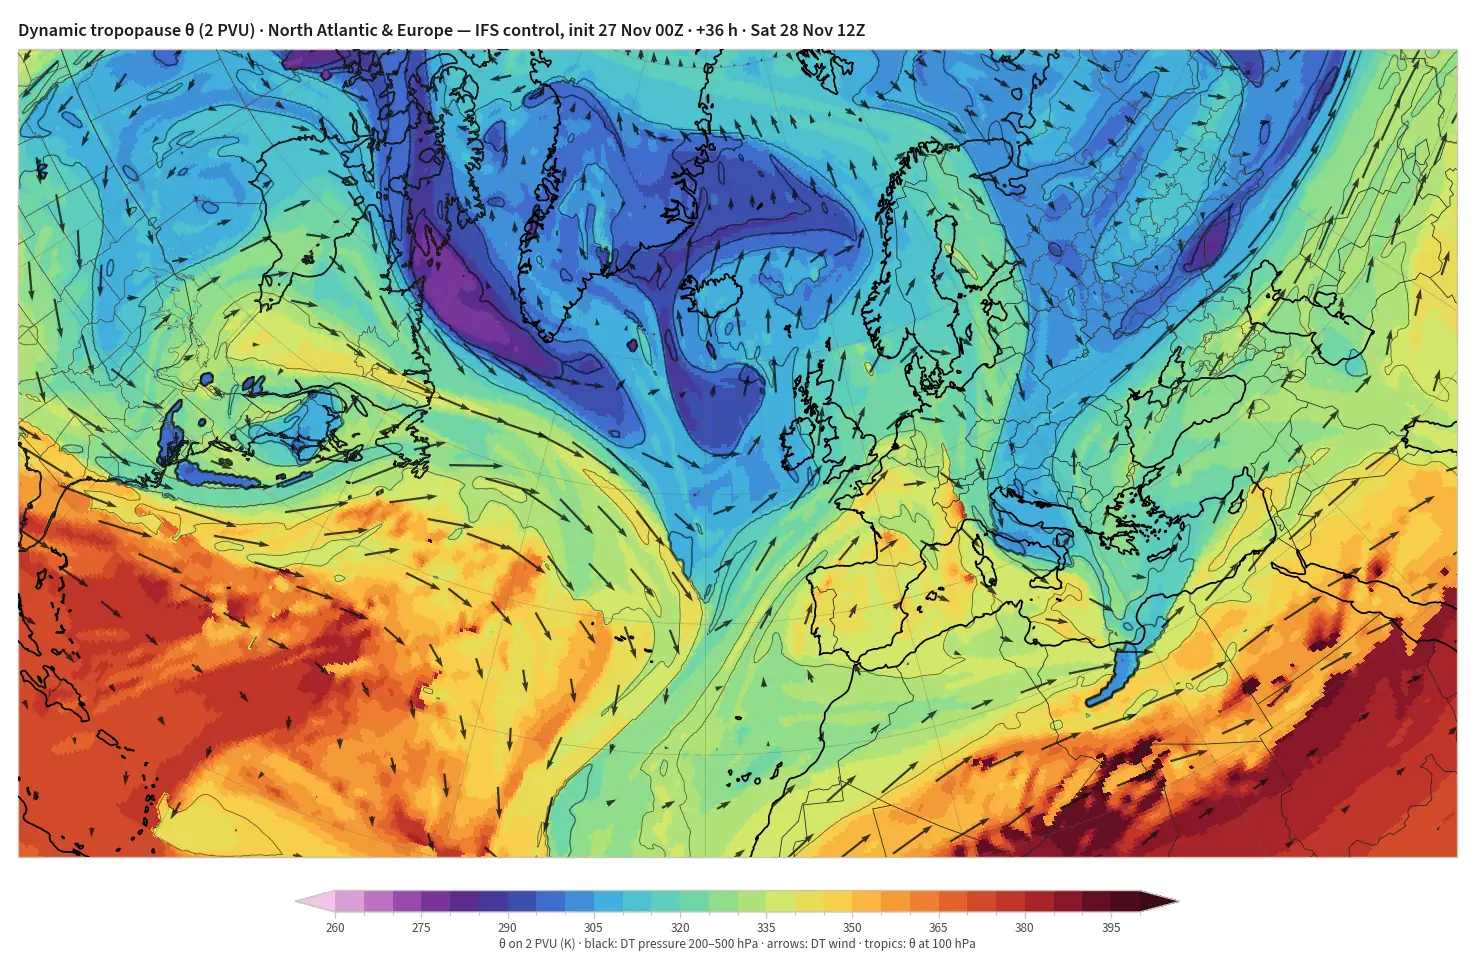 Dynamic tropopause θ (2 PVU) · North Atlantic & Europe — IFS control, init 27 Nov 00Z · +36 h · Sat 28 Nov 12Z
260 275 290 305 320 335 350 365 380 395
θ on 2 PVU (K) · black: DT pressure 200–500 hPa · arrows: DT wind · tropics: θ at 100 hPa